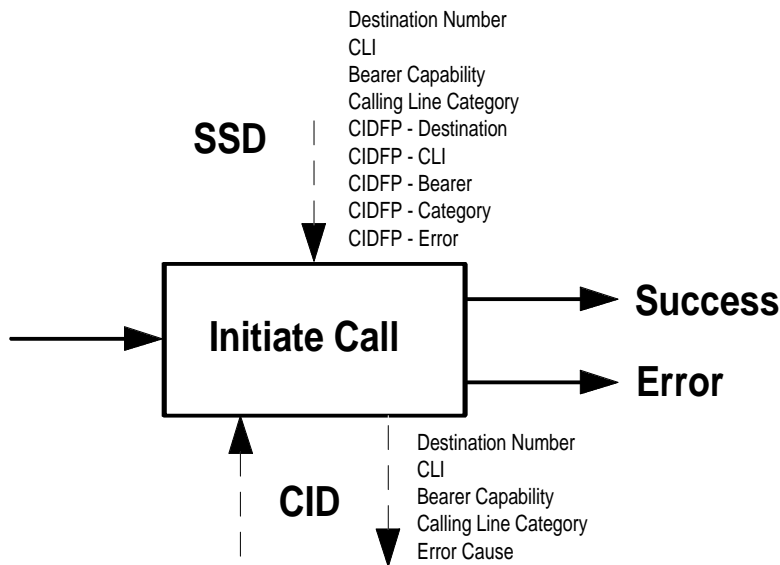 Destination Number
CLI
Bearer Capability
Calling Line Category
CIDFP - Destination
CIDFP - CLI
CIDFP - Bearer
CIDFP - Category
CIDFP - Error
SSD
Initiate Call
Success
Error
CID
Destination Number
CLI
Bearer Capability
Calling Line Category
Error Cause